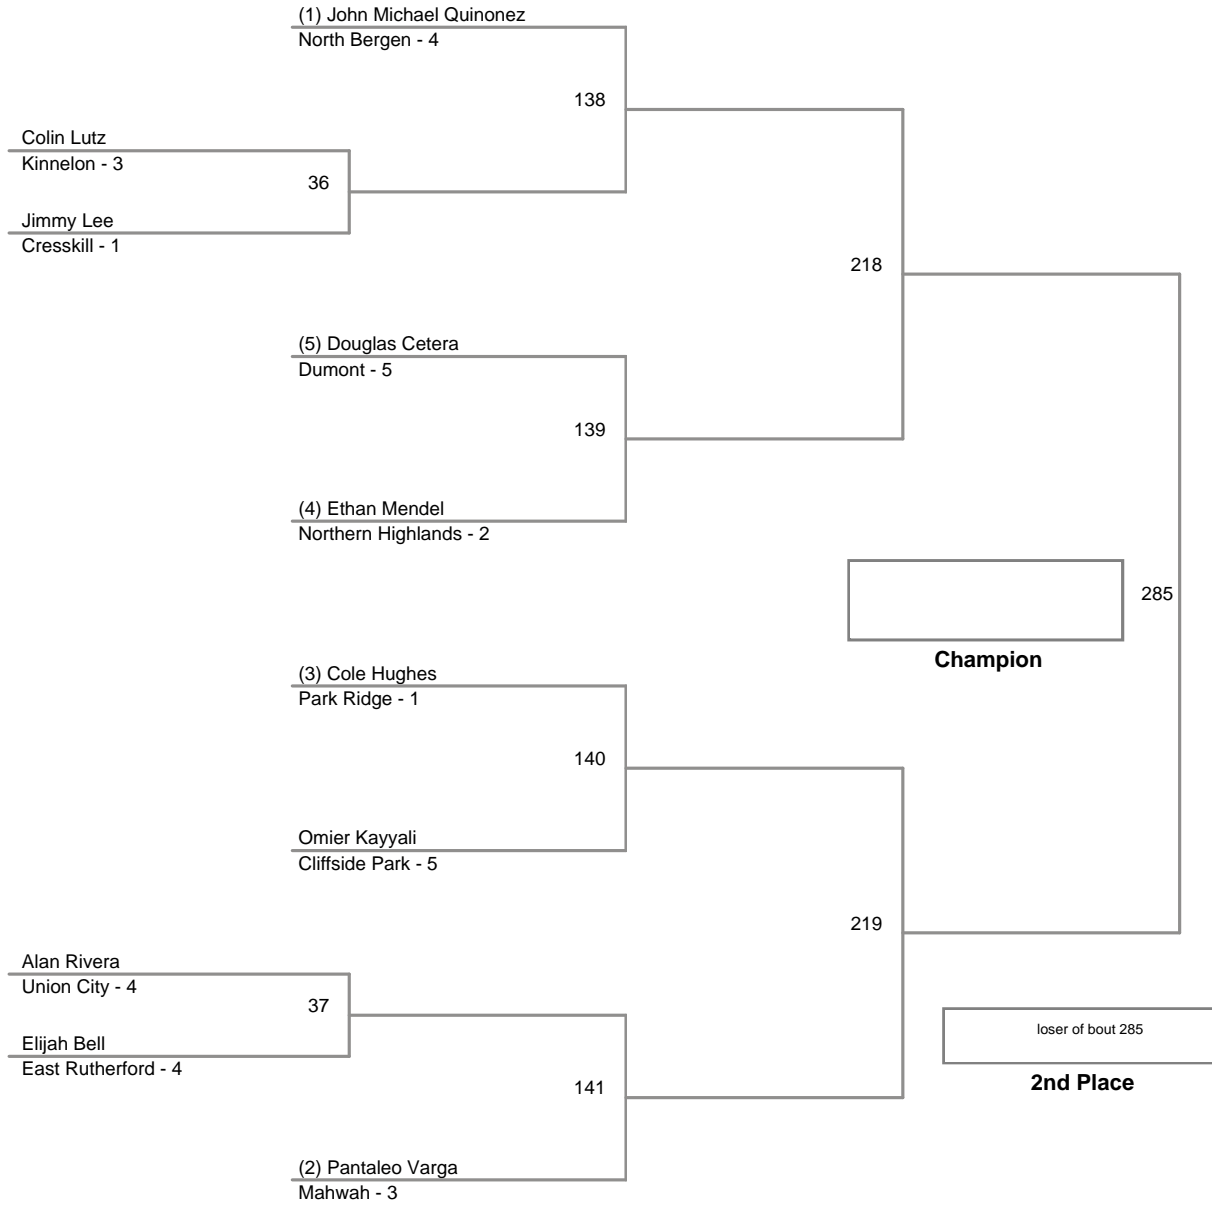 (1) John Michael Quinonez
North Bergen - 4
138
Colin Lutz
Kinnelon - 3
36
Jimmy Lee
Cresskill - 1
218
(5) Douglas Cetera
Dumont - 5
139
(4) Ethan Mendel
Northern Highlands - 2
285
Champion
(3) Cole Hughes
Park Ridge - 1
140
Omier Kayyali
Cliffside Park - 5
219
Alan Rivera
Union City - 4
37
Elijah Bell
East Rutherford - 4
loser of bout 285
2nd Place
141
(2) Pantaleo Varga
Mahwah - 3